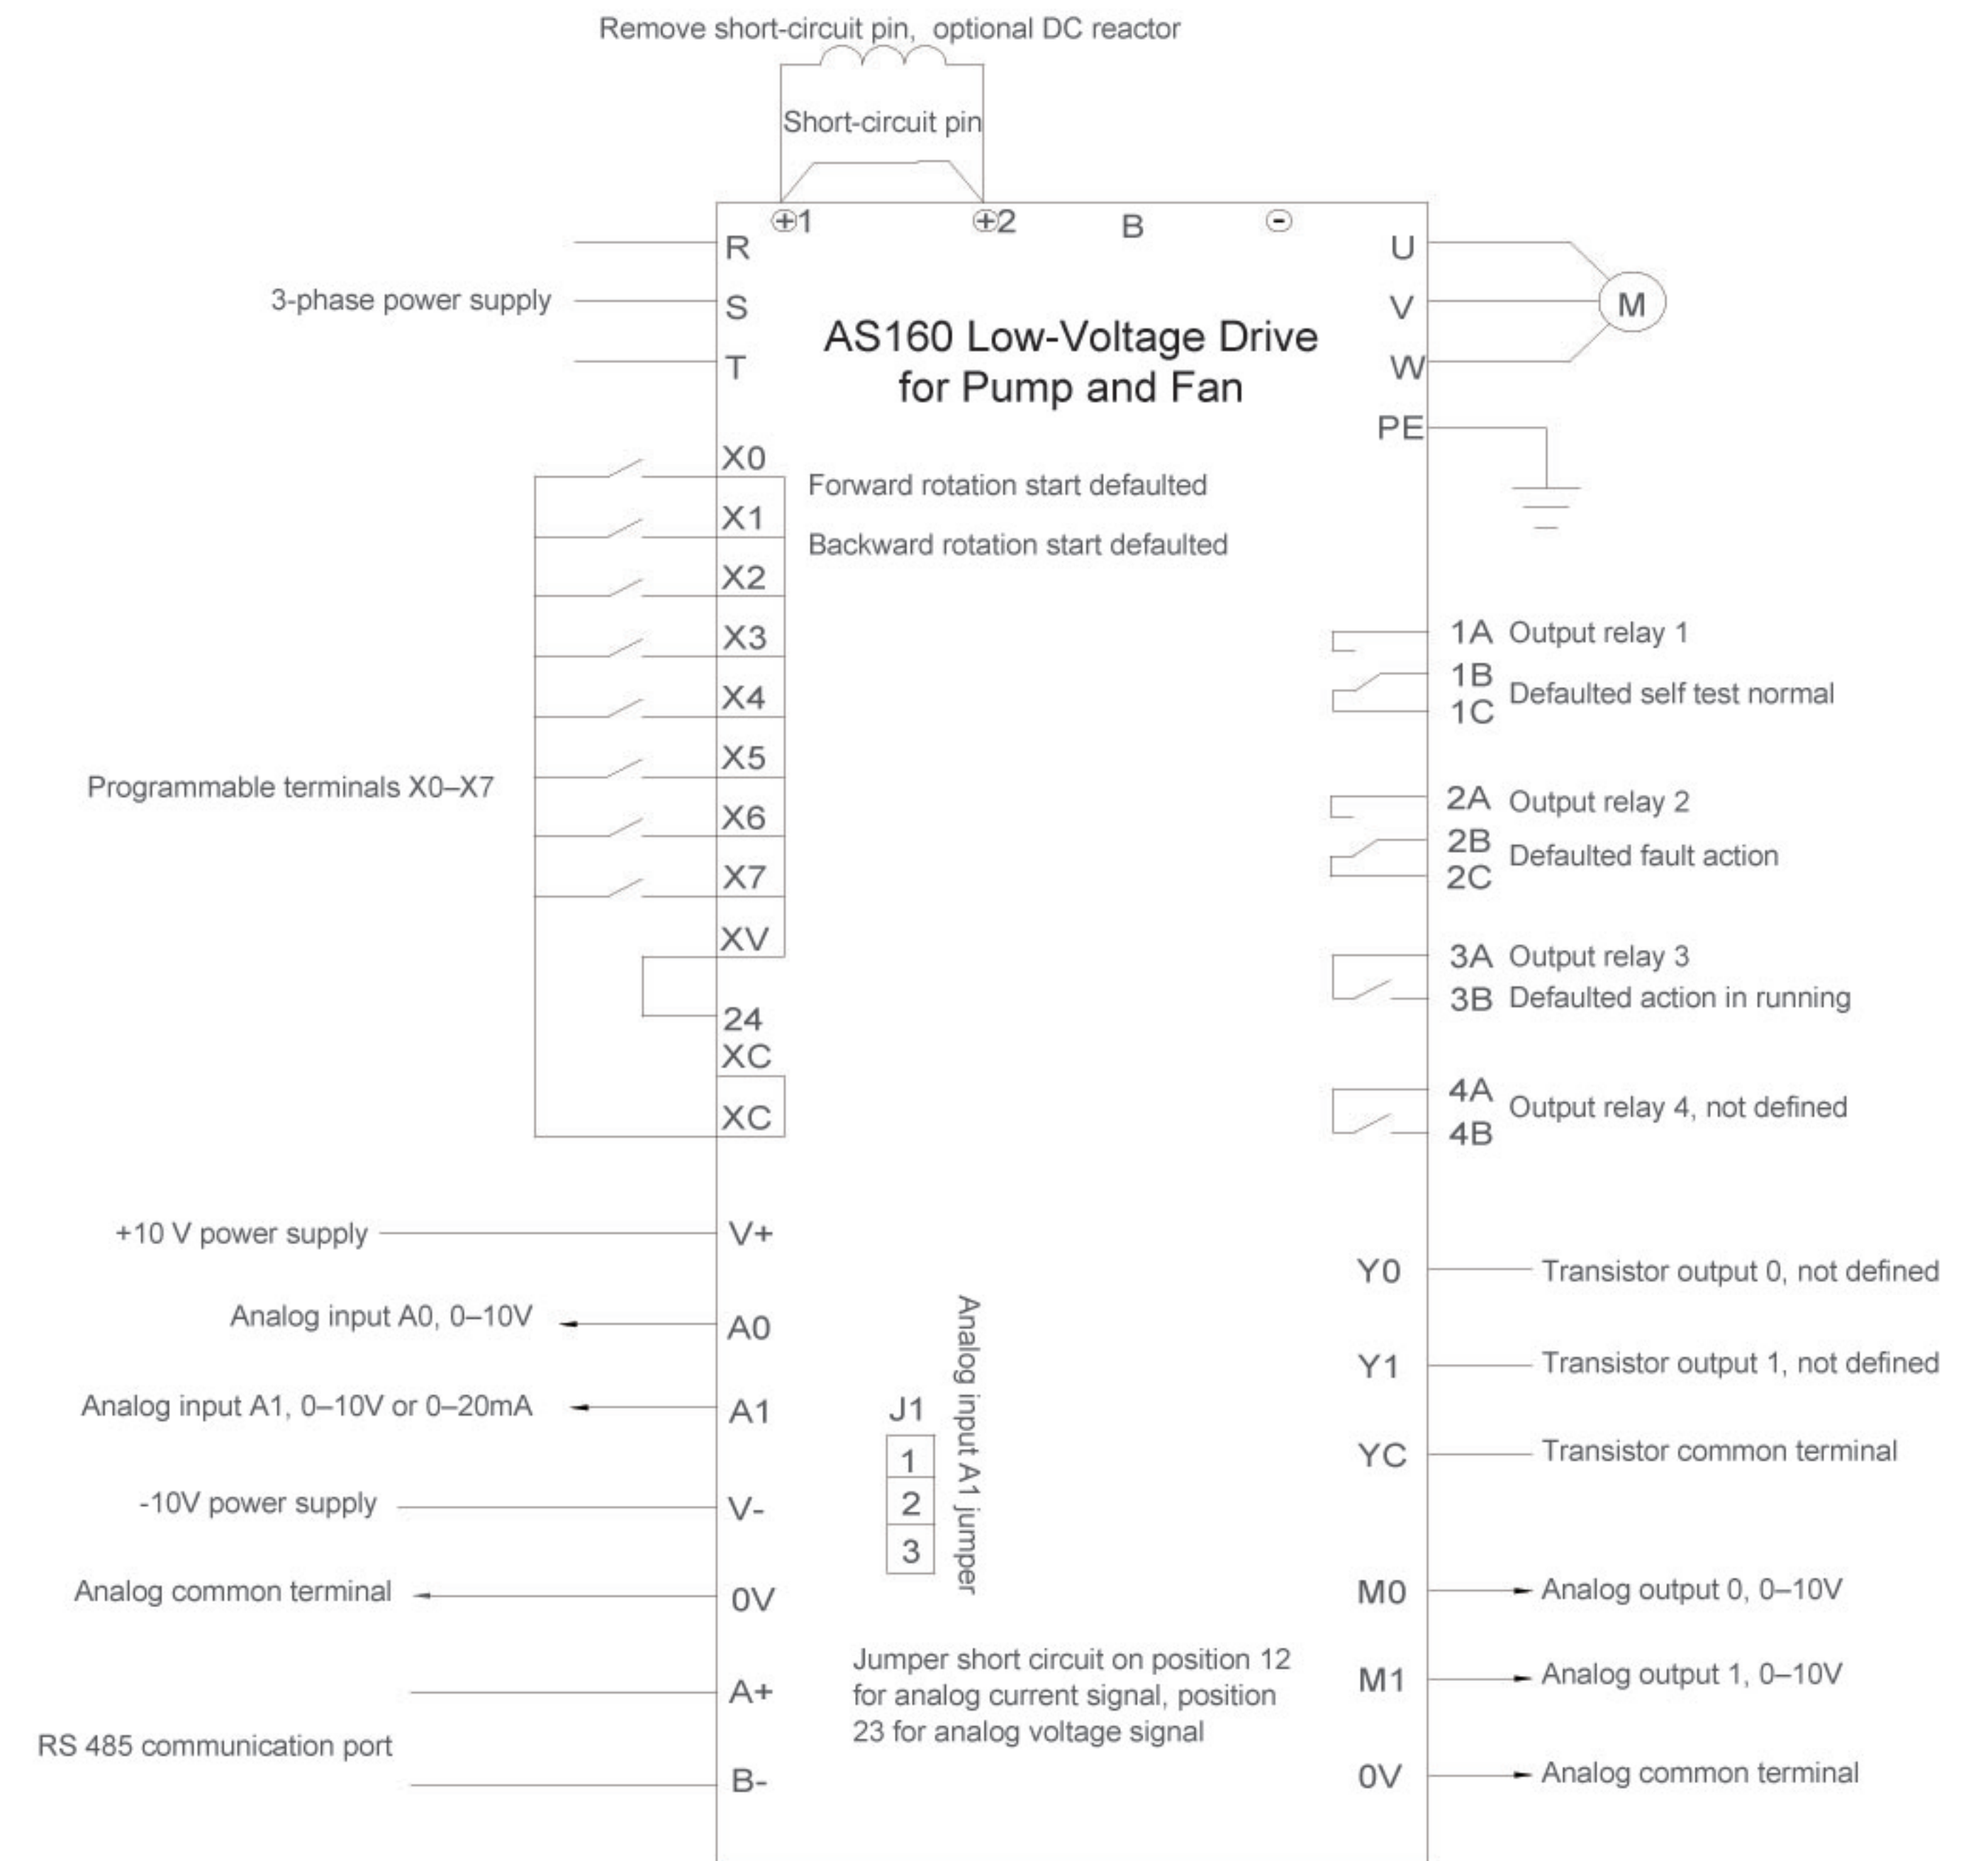 Remove short-circuit pin, optional DC reactor
Short-circuit pin
⊕1 ⊕2 B ⊖
R
3-phase power supply S
T
AS160 Low-Voltage Drive
for Pump and Fan
U
V M
W
PE
X0 Forward rotation start defaulted
X1 Backward rotation start defaulted
X2
X3
X4
X5
Programmable terminals X0–X7
X6
X7
XV
24
XC
XC
1A Output relay 1
1B
1C Defaulted self test normal
2A Output relay 2
2B
2C Defaulted fault action
3A Output relay 3
3B Defaulted action in running
4A
4B Output relay 4, not defined
+10 V power supply V+
Analog input A0, 0–10V A0
Analog input A1, 0–10V or 0–20mA A1
-10V power supply V-
Analog common terminal 0V
A+
RS 485 communication port
B-
J1
1
2
3
Analog input A1 jumper
Jumper short circuit on position 12
for analog current signal, position
23 for analog voltage signal
Y0 Transistor output 0, not defined
Y1 Transistor output 1, not defined
YC Transistor common terminal
M0 Analog output 0, 0–10V
M1 Analog output 1, 0–10V
0V Analog common terminal